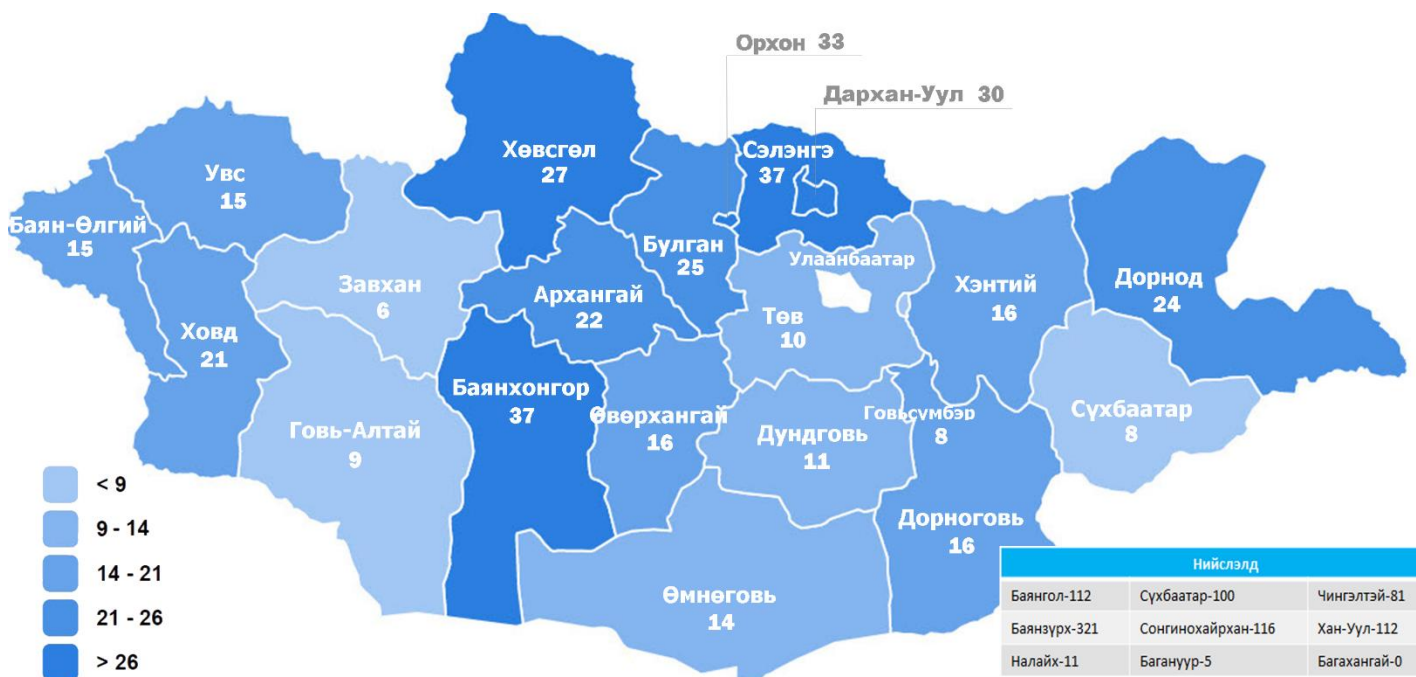 Орхон 33
Дархан-Уул 30
Хөвсгөл
27
Сэлэнгэ
37
Увс
15
Баян-Өлгий
15
Булган
25
Улаанбаатар
Завхан
6
Архангай
22
Хэнтий
16
Дорнод
24
Ховд
21
Төв
10
Баянхонгор
37
Өвөрхангай
16
Говьсүмбэр
8
Сүхбаатар
8
Говь-Алтай
9
Дундговь
11
Дорноговь
16
Өмнөговь
14
< 9
9 - 14
14 - 21
21 - 26
> 26
Нийслэлд
Баянгол-112 Сүхбаатар-100 Чингэлтэй-81
Баянзүрх-321 Сонгинохайрхан-116 Хан-Уул-112
Налайх-11 Багануур-5 Багахангай-0